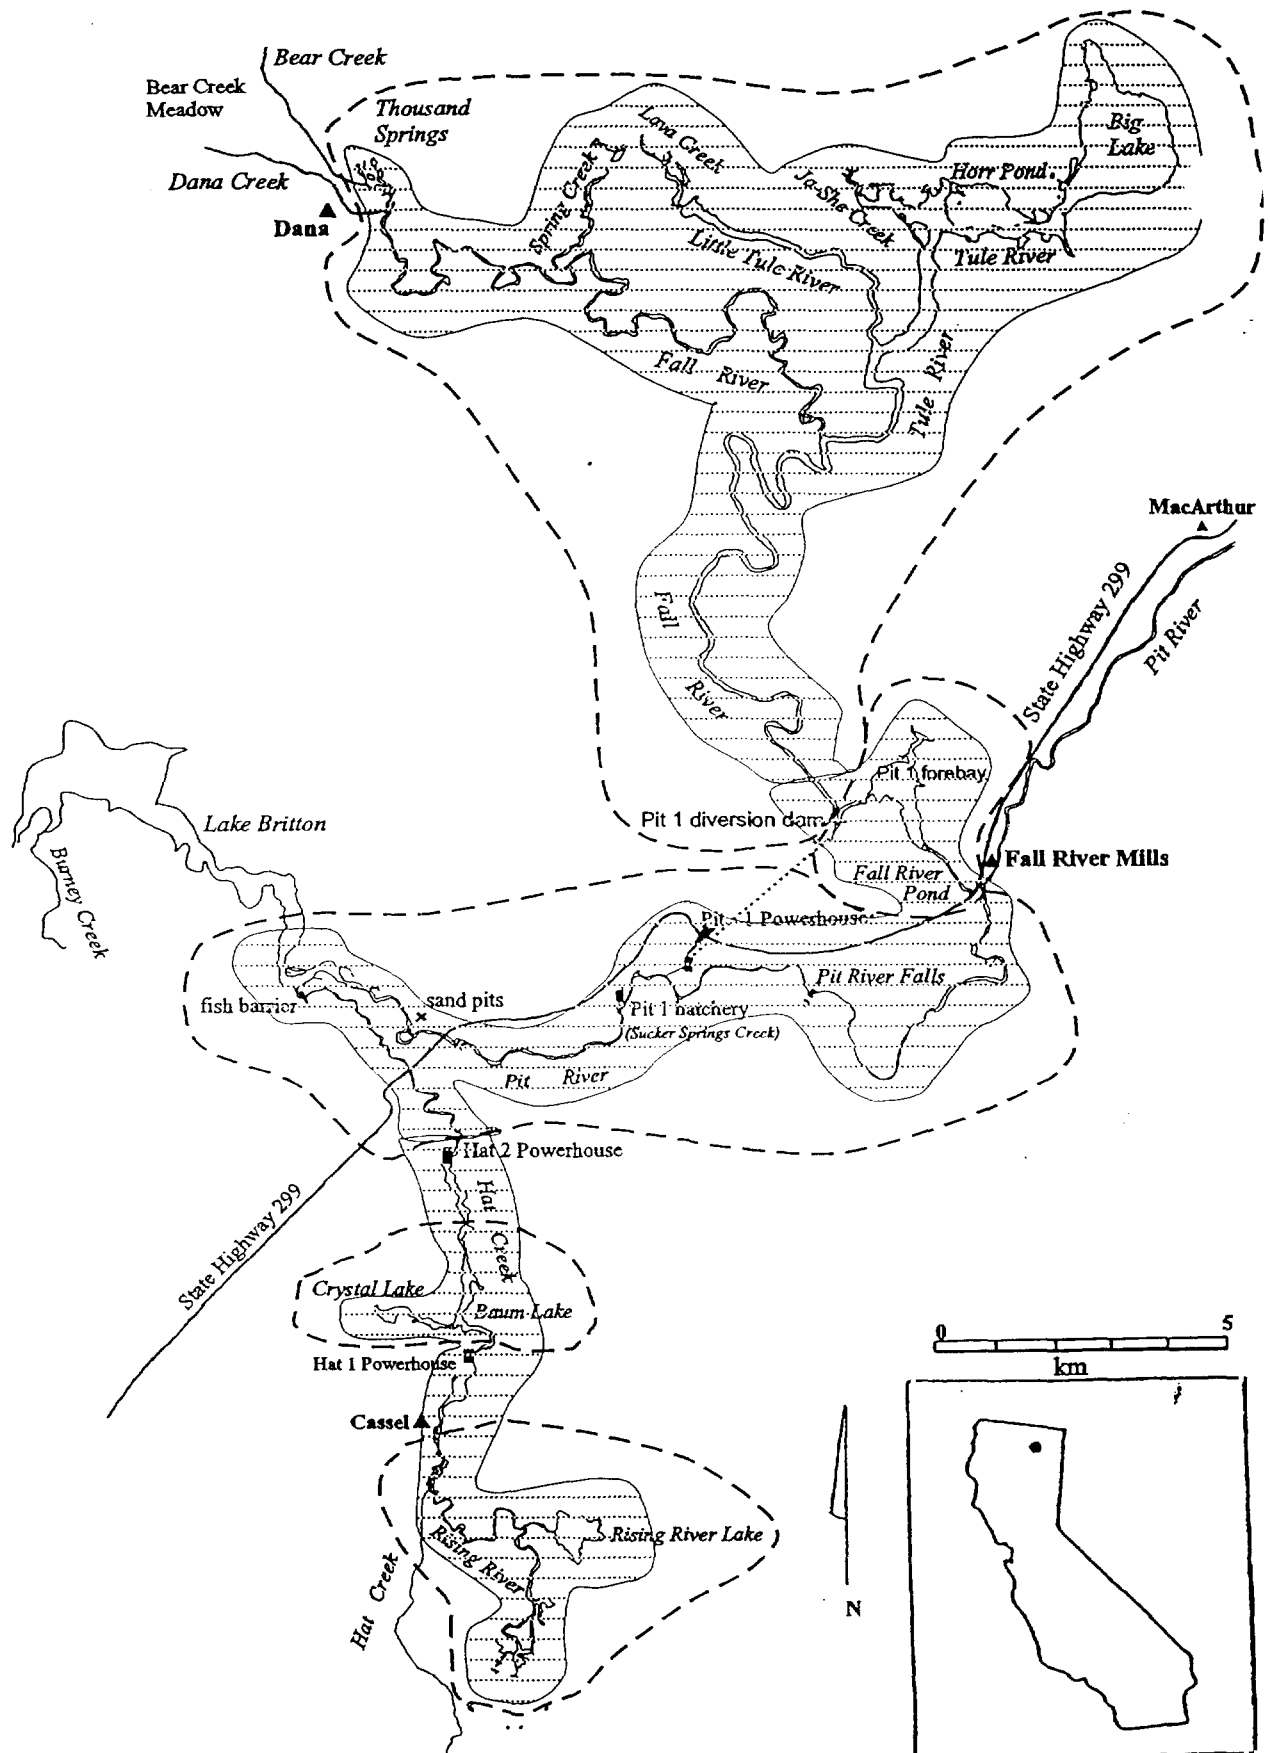 Bear Creek
Bear Creek
Meadow
Thousand
Springs
Dana Creek
Dana
Spring Creek
Lava Creek
Big
Lake
Horr Pond
Ja-She Creek
Little Tule River
Tule River
Fall River
Tule River
MacArthur
State Highway 299
Pit River
Fall
River
Pit 1 forebay
Pit 1 diversion dam
Lake Britton
Burney Creek
Fall River Mills
Fall River
Pond
Pit 1 Powerhouse
Pit River Falls
fish barrier
sand pits
Pit 1 hatchery
(Sucker Springs Creek)
Pit River
Hat 2 Powerhouse
Hat Creek
State Highway 299
Crystal Lake
Baum Lake
Hat 1 Powerhouse
0 5
km
Cassel
Rising River Lake
Rising River
Hat Creek
N